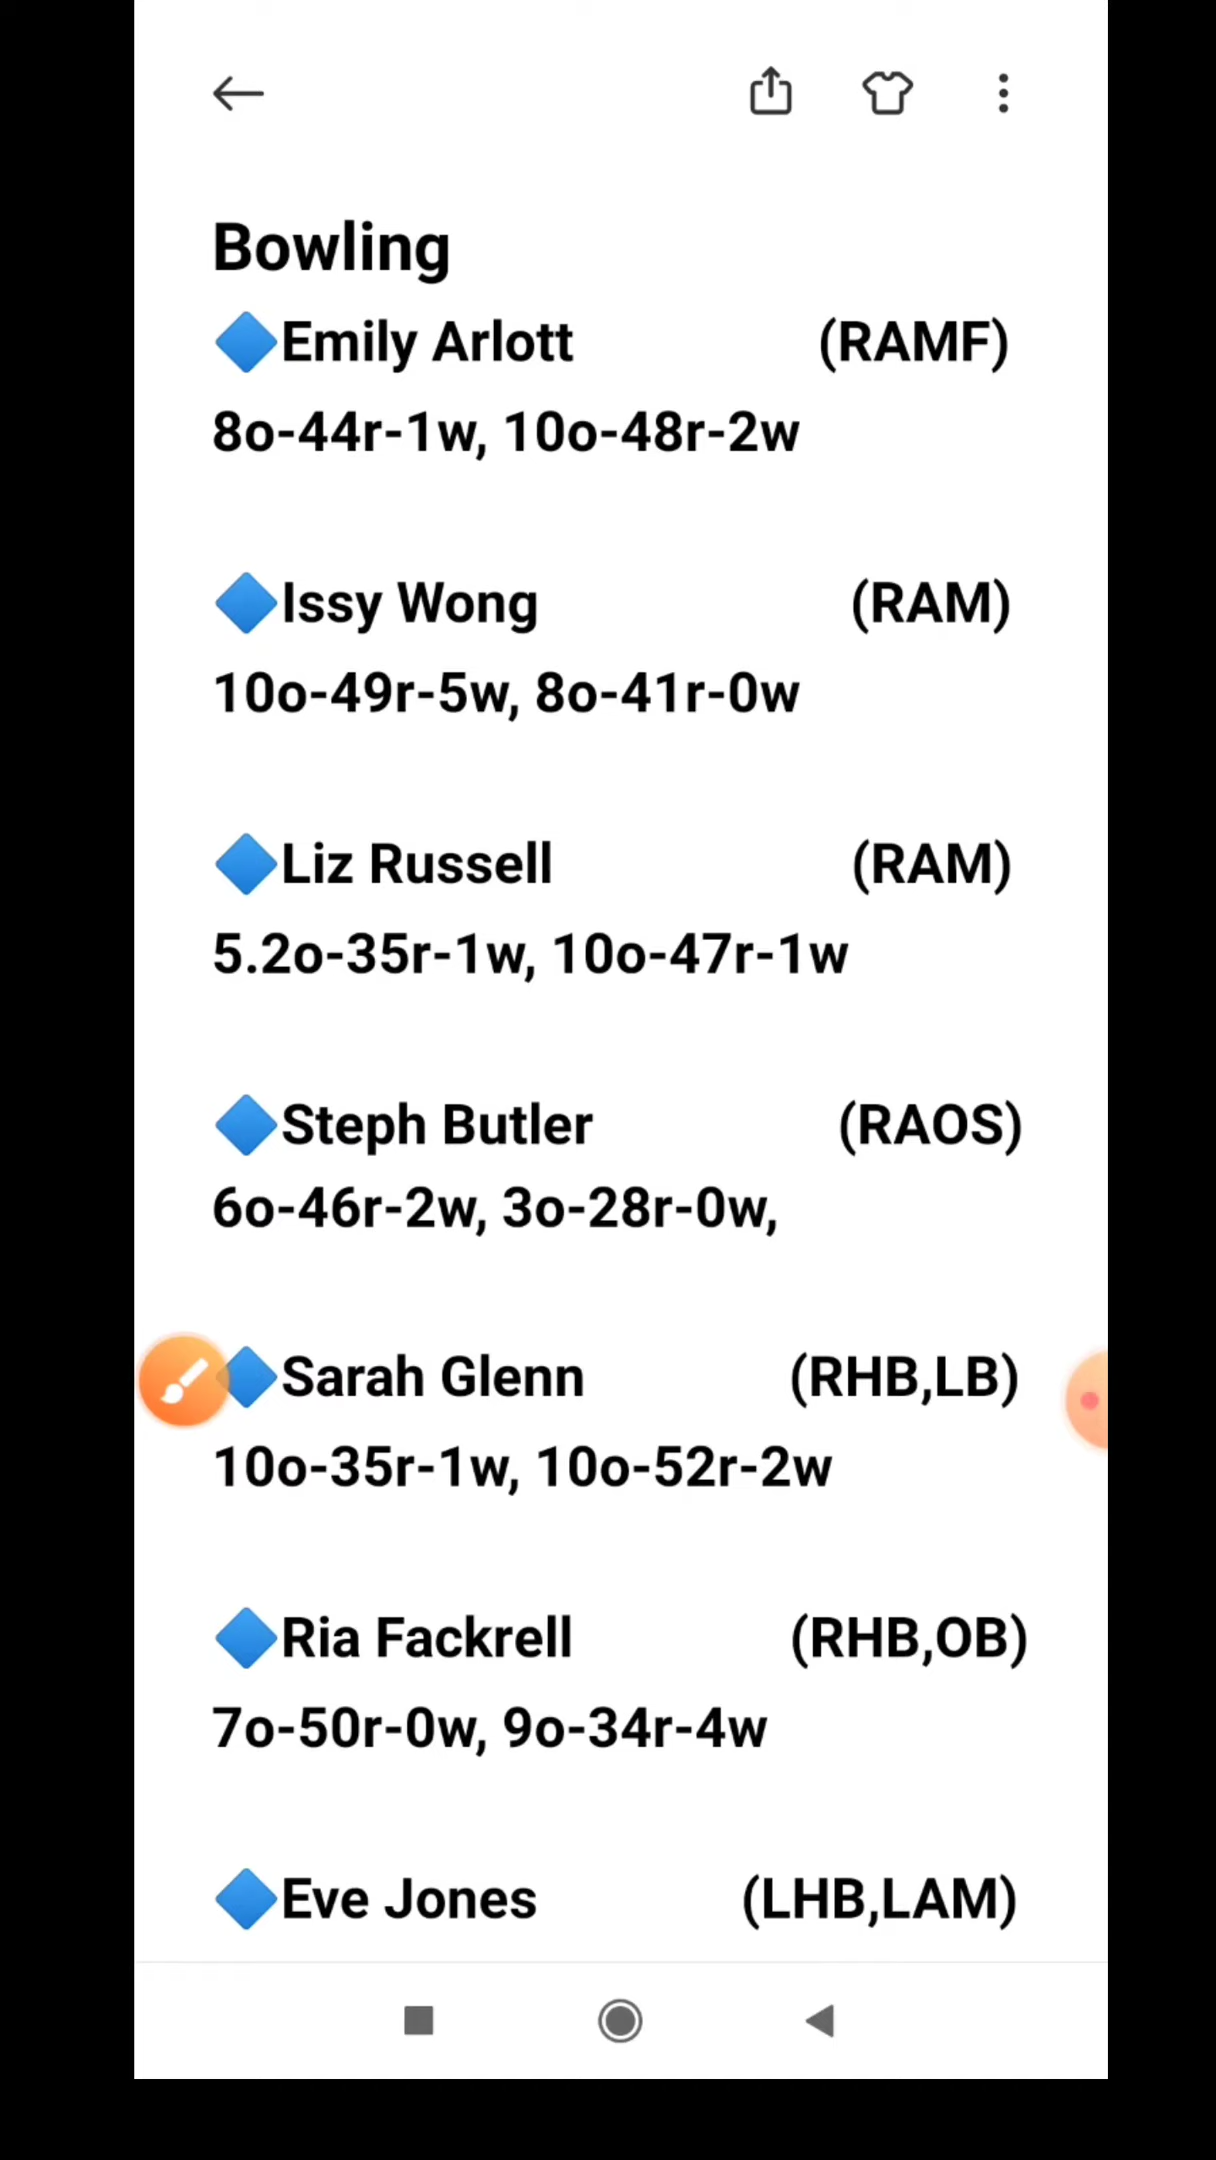 Bowling
🔷Emily Arlott (RAMF)
8o-44r-1w, 10o-48r-2w
🔷Issy Wong (RAM)
10o-49r-5w, 8o-41r-0w
🔷Liz Russell (RAM)
5.2o-35r-1w, 10o-47r-1w
🔷Steph Butler (RAOS)
6o-46r-2w, 3o-28r-0w,
🔷Sarah Glenn (RHB,LB)
10o-35r-1w, 10o-52r-2w
🔷Ria Fackrell (RHB,OB)
7o-50r-0w, 9o-34r-4w
🔷Eve Jones (LHB,LAM)